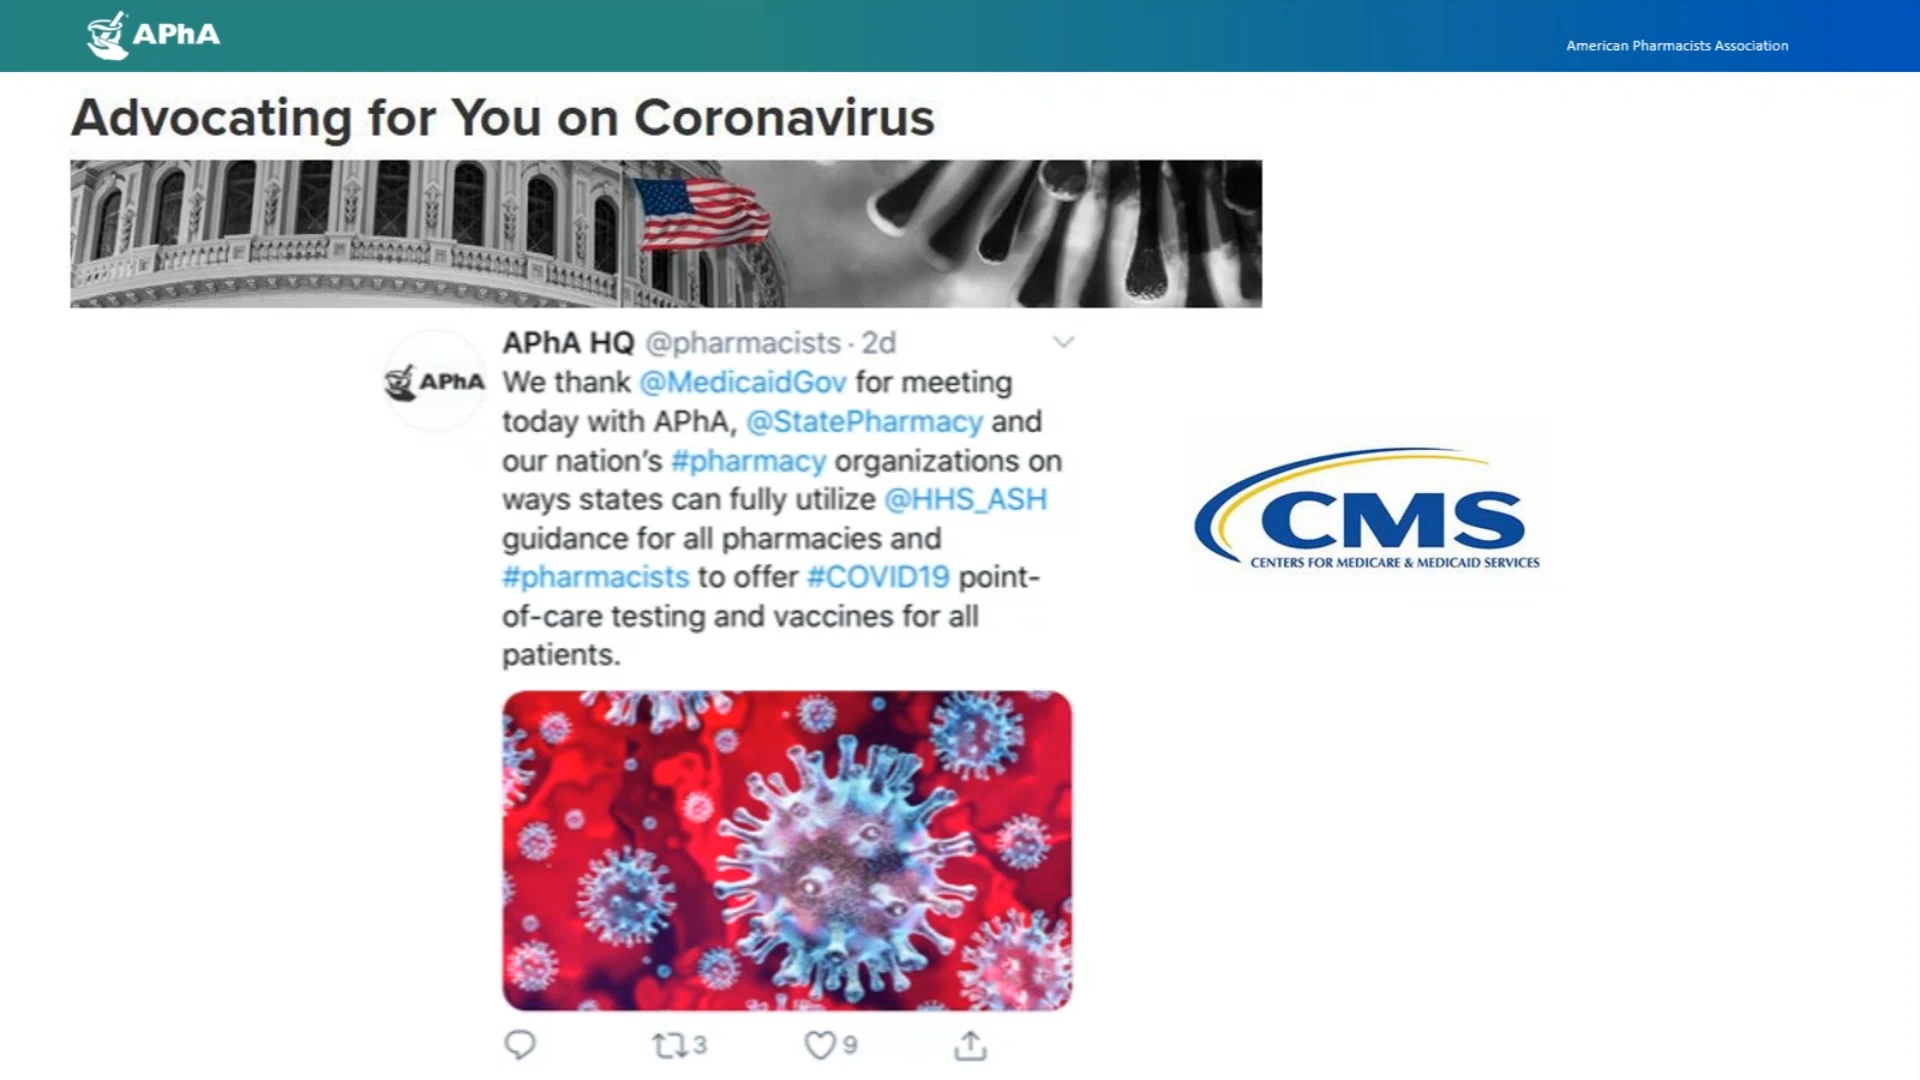 APhA
American Pharmacists Association
Advocating for You on Coronavirus
APhA HQ @pharmacists · 2d
APhA
We thank @MedicaidGov for meeting
today with APhA, @StatePharmacy and
our nation's #pharmacy organizations on
ways states can fully utilize @HHS_ASH
guidance for all pharmacies and
#pharmacists to offer #COVID19 point-
of-care testing and vaccines for all
patients.
CMS
CENTERS FOR MEDICARE & MEDICAID SERVICES
3
9